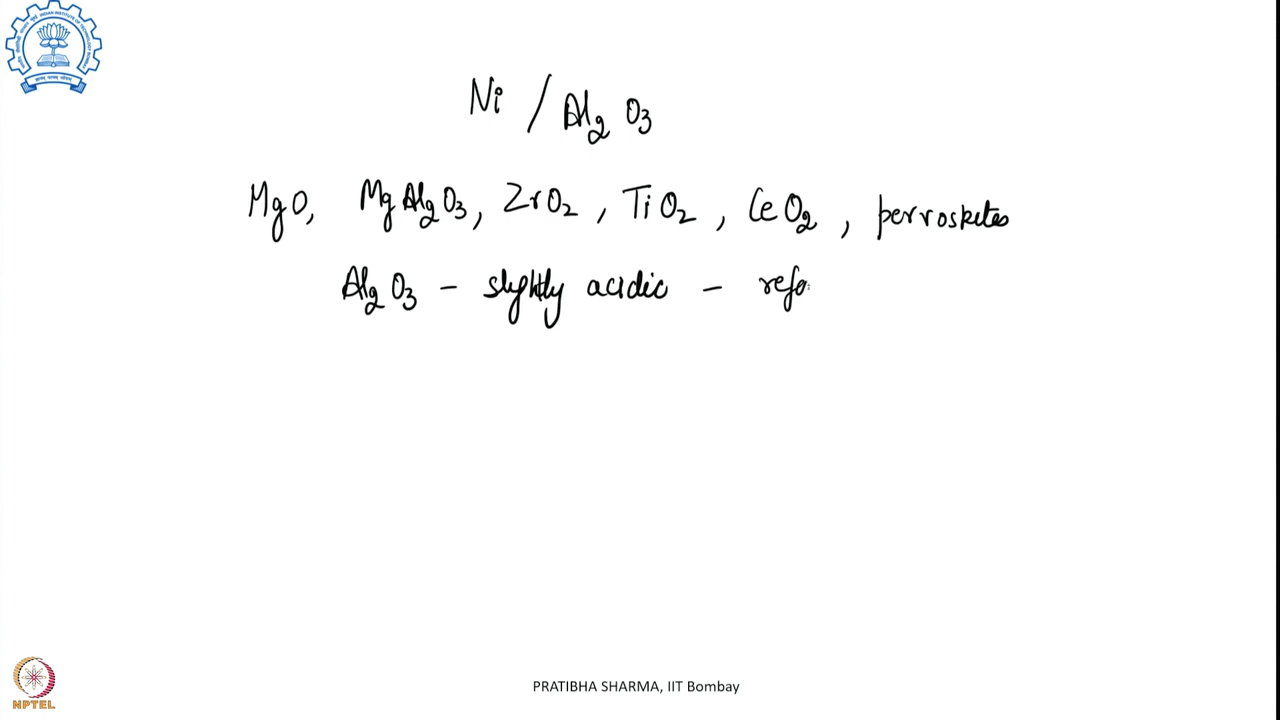 Ni / Al2O3
MgO, MgAl2O3, ZrO2, TiO2, CeO2, perroskites
Al2O3 - slightly acidic - refo
PRATIBHA SHARMA, IIT Bombay
NPTEL